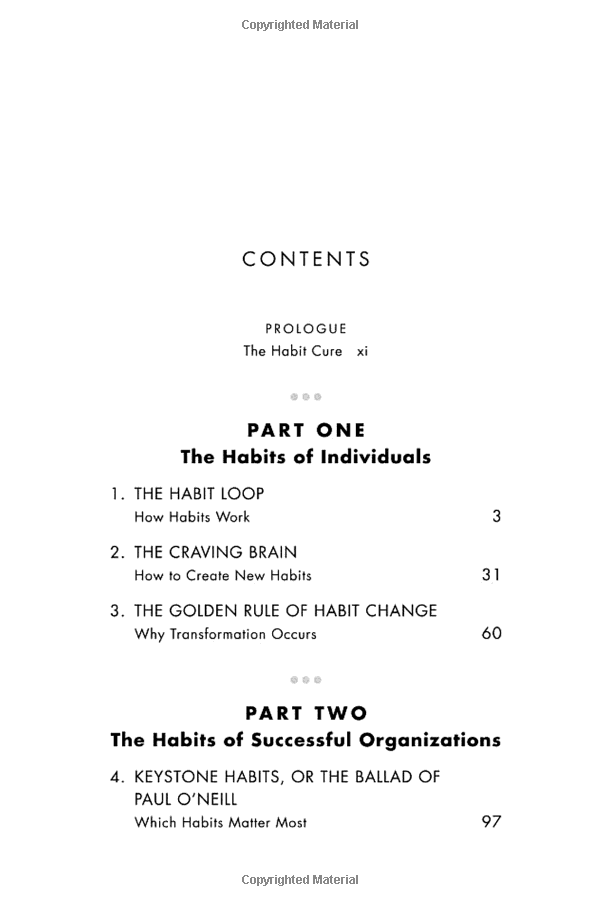 Copyrighted Material
CONTENTS
PROLOGUE
The Habit Cure xi
PART ONE
The Habits of Individuals
1. THE HABIT LOOP
How Habits Work 3
2. THE CRAVING BRAIN
How to Create New Habits 31
3. THE GOLDEN RULE OF HABIT CHANGE
Why Transformation Occurs 60
PART TWO
The Habits of Successful Organizations
4. KEYSTONE HABITS, OR THE BALLAD OF
PAUL O'NEILL
Which Habits Matter Most 97
Copyrighted Material